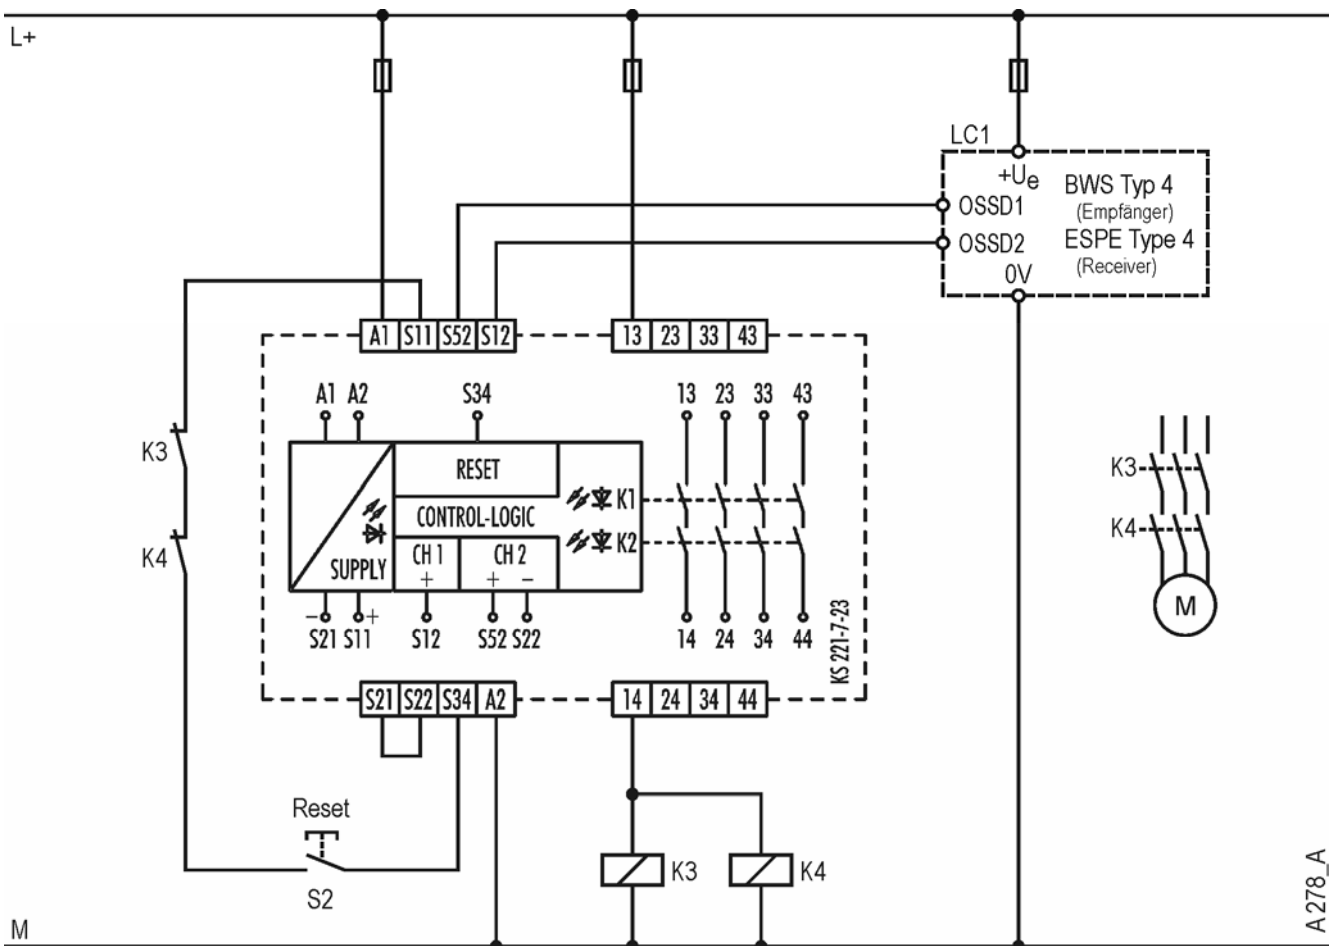 L+
LC1
+Ue
BWS Typ 4
OSSD1
(Empfänger)
OSSD2
ESPE Type 4
0V
(Receiver)
A1 S11 S52 S12
13 23 33 43
A1 A2
S34
13 23 33 43
K3
K3
RESET
K1
CONTROL-LOGIC
K4
K2
K4
SUPPLY
CH 1
CH 2
+
+ −
M
− +
S21 S11
S12
S52 S22
14 24 34 44
KS 221-7-23
S21 S22 S34 A2
14 24 34 44
Reset
K3
K4
S2
M
A278_A